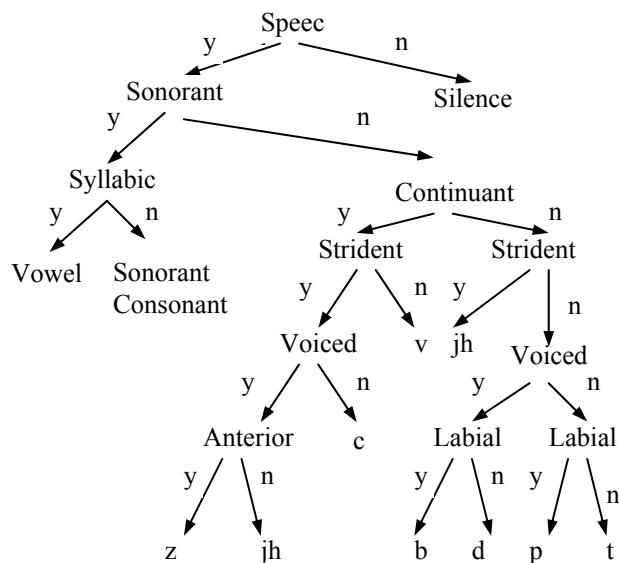 Speec
y n
Sonorant Silence
y n
Syllabic Continuant
y n y n
Vowel Sonorant Consonant Strident Strident
y n y n
Voiced v jh Voiced
y n y n
Anterior c Labial Labial
y n y n y n
z jh b d p t